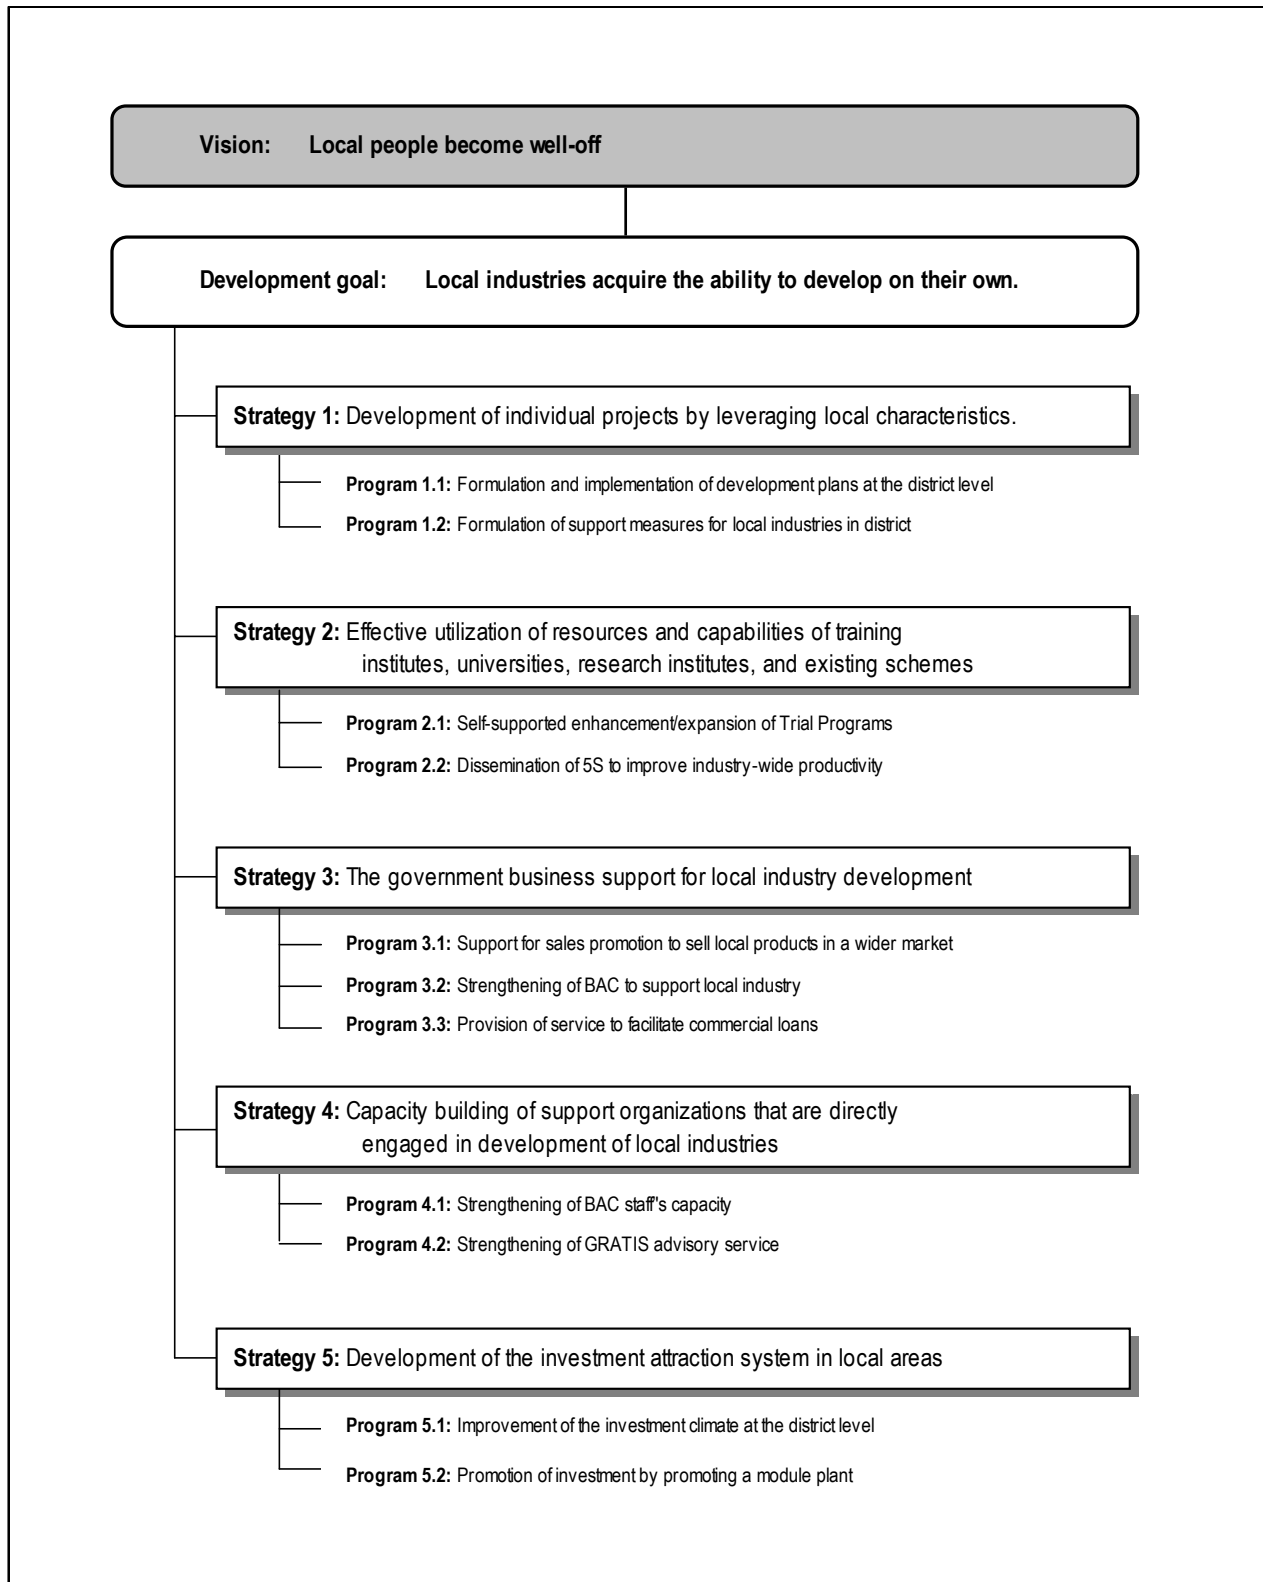 Vision: Local people become well-off
Development goal: Local industries acquire the ability to develop on their own.
Strategy 1: Development of individual projects by leveraging local characteristics.
Program 1.1: Formulation and implementation of development plans at the district level
Program 1.2: Formulation of support measures for local industries in district
Strategy 2: Effective utilization of resources and capabilities of training
institutes, universities, research institutes, and existing schemes
Program 2.1: Self-supported enhancement/expansion of Trial Programs
Program 2.2: Dissemination of 5S to improve industry-wide productivity
Strategy 3: The government business support for local industry development
Program 3.1: Support for sales promotion to sell local products in a wider market
Program 3.2: Strengthening of BAC to support local industry
Program 3.3: Provision of service to facilitate commercial loans
Strategy 4: Capacity building of support organizations that are directly
engaged in development of local industries
Program 4.1: Strengthening of BAC staff's capacity
Program 4.2: Strengthening of GRATIS advisory service
Strategy 5: Development of the investment attraction system in local areas
Program 5.1: Improvement of the investment climate at the district level
Program 5.2: Promotion of investment by promoting a module plant